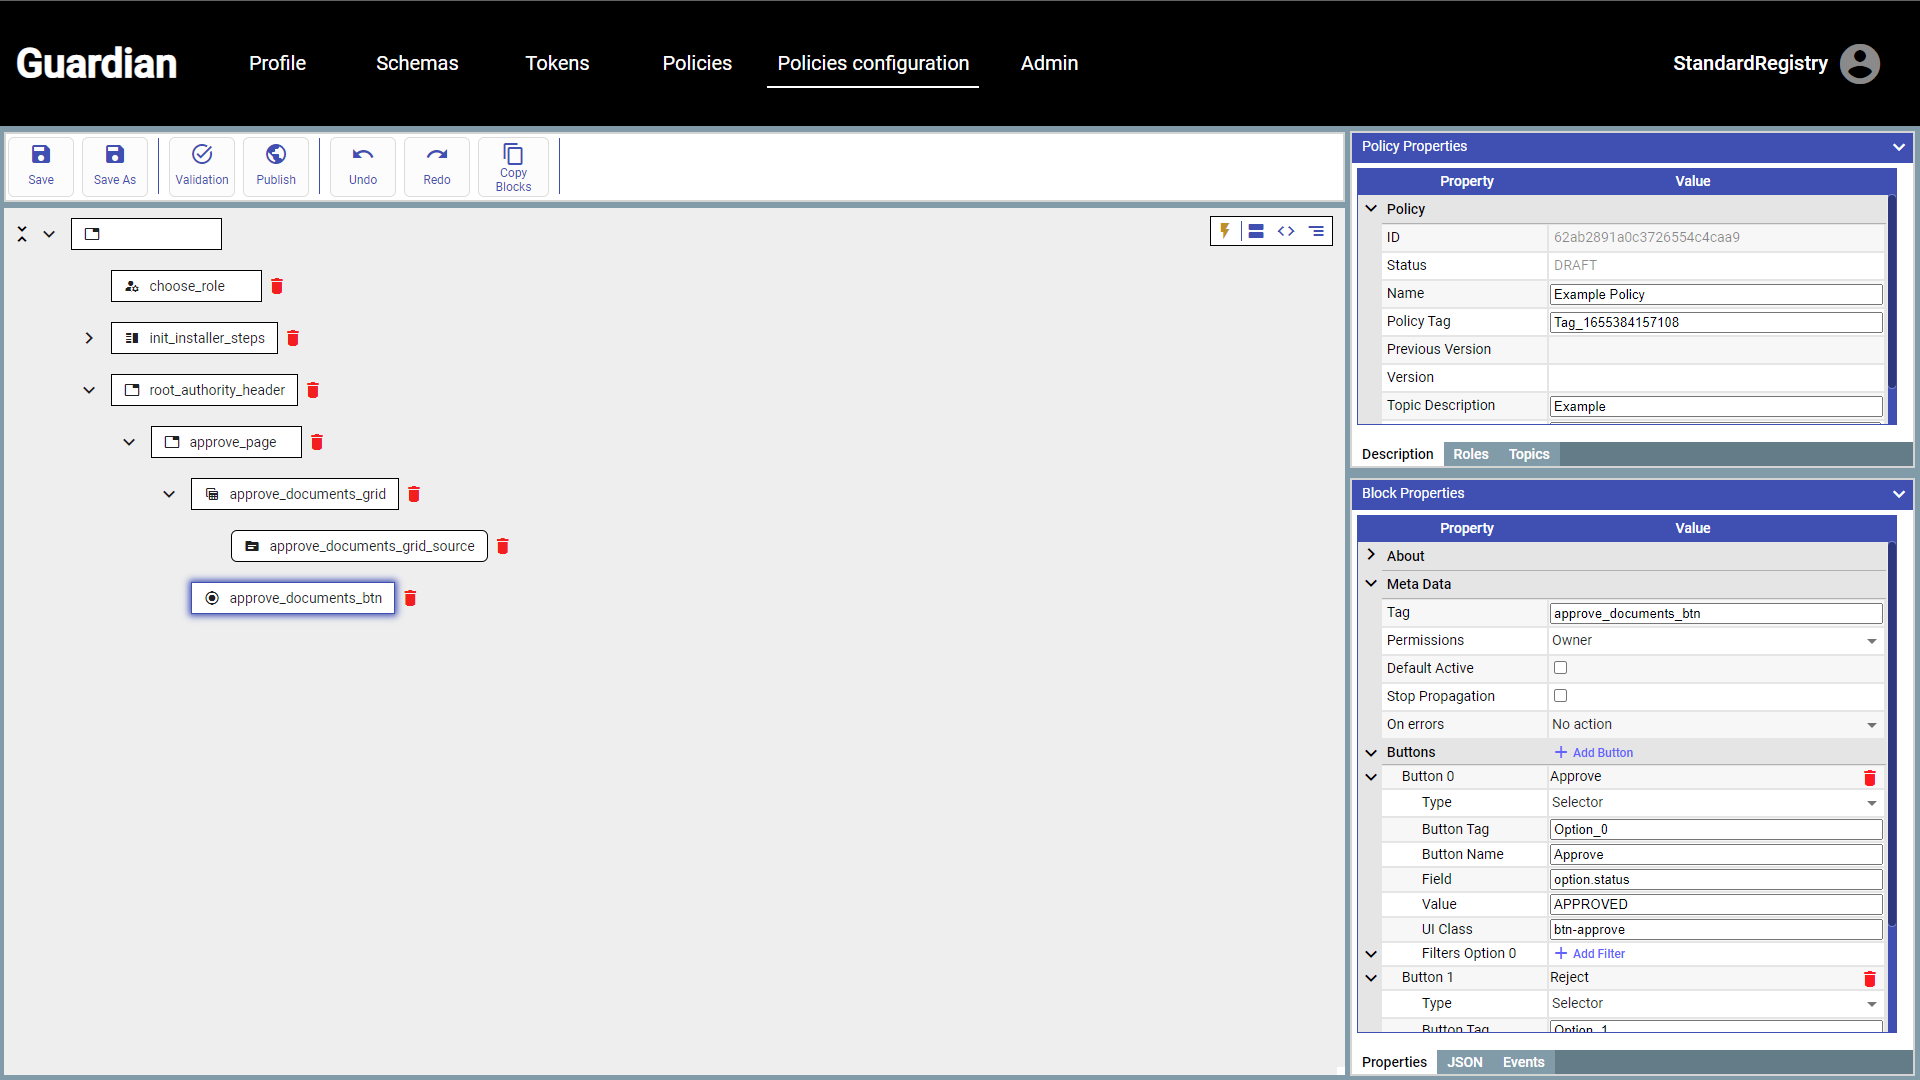 Guardian
Profile
Schemas
Tokens
Policies
Policies configuration
Admin
StandardRegistry
Save
Save As
Validation
Publish
Undo
Redo
Copy
Blocks
choose_role
init_installer_steps
root_authority_header
approve_page
approve_documents_grid
approve_documents_grid_source
approve_documents_btn
Policy Properties
Property Value
Policy
ID 62ab2891a0c3726554c4caa9
Status DRAFT
Name Example Policy
Policy Tag Tag_1655384157108
Previous Version
Version
Topic Description Example
Description Roles Topics
Block Properties
Property Value
About
Meta Data
Tag approve_documents_btn
Permissions Owner
Default Active
Stop Propagation
On errors No action
Buttons Add Button
Button 0 Approve
Type Selector
Button Tag Option_0
Button Name Approve
Field option.status
Value APPROVED
UI Class btn-approve
Filters Option 0 Add Filter
Button 1 Reject
Type Selector
Button Tag Option_1
Properties JSON Events